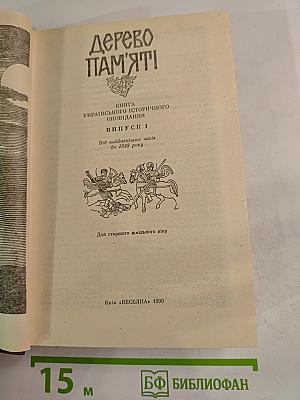 ДЕРЕВО
ПАМ'ЯТІ
КНИГА
УКРАЇНСЬКОГО ІСТОРИЧНОГО
ОПОВІДАННЯ
ВИПУСК I
Від найдавніших часів
до 1648 року
Для старшого шкільного віку
Київ «ВЕСЕЛКА» 1990
15 м
БФ БИБЛИОФАН